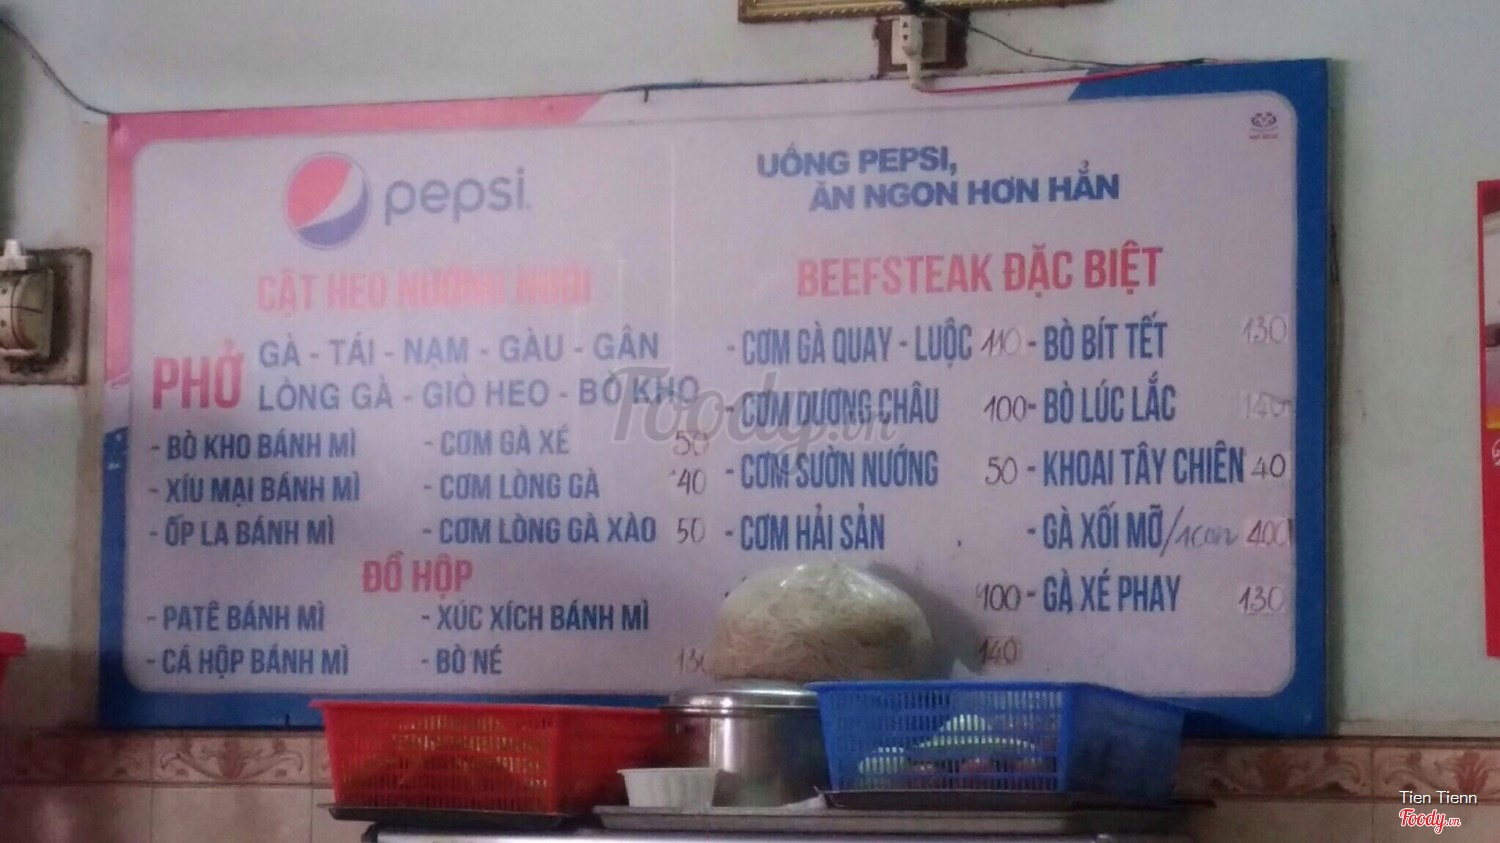 pepsi
UỐNG PEPSI,
ĂN NGON HƠN HẲN
CẬT HEO NƯỚNG
BEEFSTEAK ĐẶC BIỆT
PHỞ
GÀ - TÁI - NẠM - GÀU - GÂN
LÒNG GÀ - GIÒ HEO - BÒ KHO
- BÒ KHO BÁNH MÌ
- XÍU MẠI BÁNH MÌ
- ỐP LA BÁNH MÌ
- CƠM GÀ XÉ 50
- CƠM LÒNG GÀ 40
- CƠM LÒNG GÀ XÀO 50
ĐỒ HỘP
- PATÊ BÁNH MÌ
- CÁ HỘP BÁNH MÌ
- XÚC XÍCH BÁNH MÌ
- BÒ NÉ
- CƠM GÀ QUAY - LUỘC 110
- CƠM DƯƠNG CHÂU 100
- CƠM SƯỜN NƯỚNG 50
- CƠM HẢI SẢN
100
140
- BÒ BÍT TẾT 130
- BÒ LÚC LẮC 140
- KHOAI TÂY CHIÊN 40
- GÀ XỐI MỠ/1con 400
- GÀ XÉ PHAY 130
Foody.vn
Tien Tienn
Foody.vn